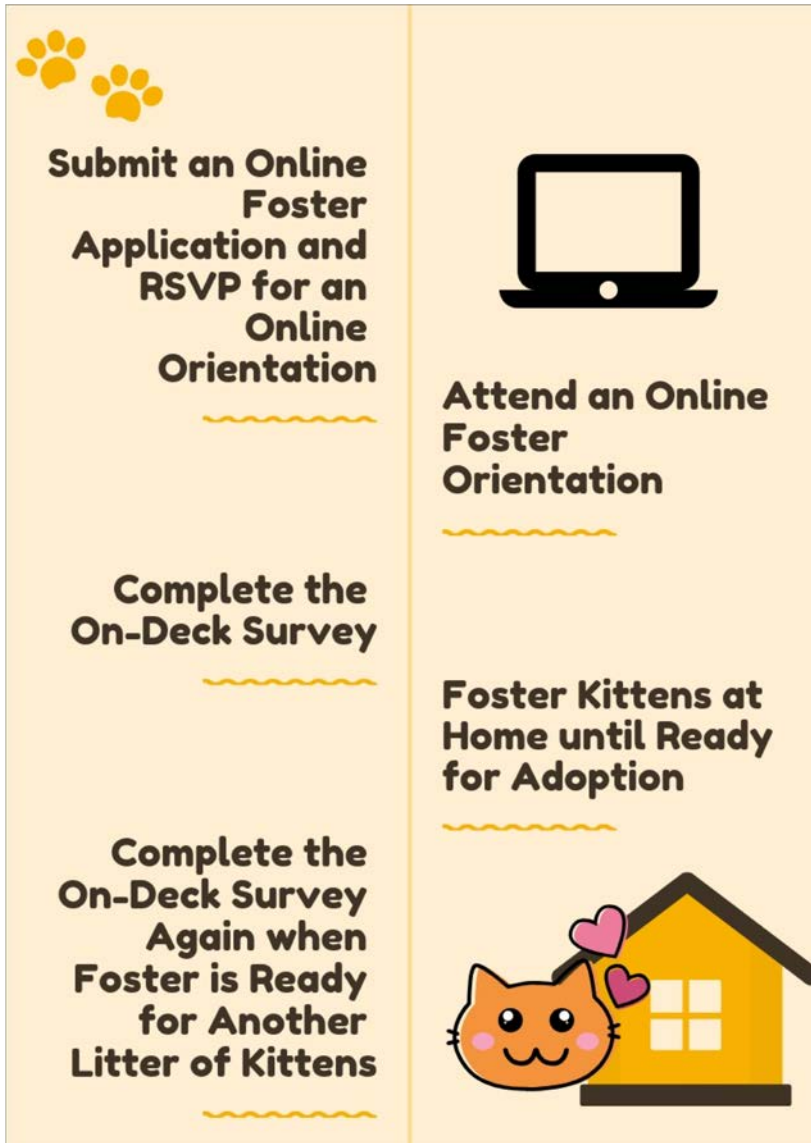 Submit an Online
Foster
Application and
RSVP for an
Online
Orientation
Attend an Online
Foster
Orientation
Complete the
On-Deck Survey
Foster Kittens at
Home until Ready
for Adoption
Complete the
On-Deck Survey
Again when
Foster is Ready
for Another
Litter of Kittens